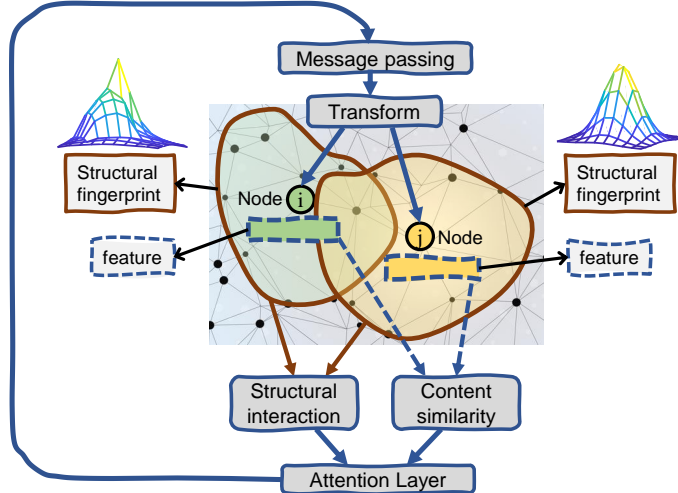 Message passing
Transform
Structural
fingerprint
Structural
fingerprint
Node i
j Node
feature
feature
Structural
interaction
Content
similarity
Attention Layer